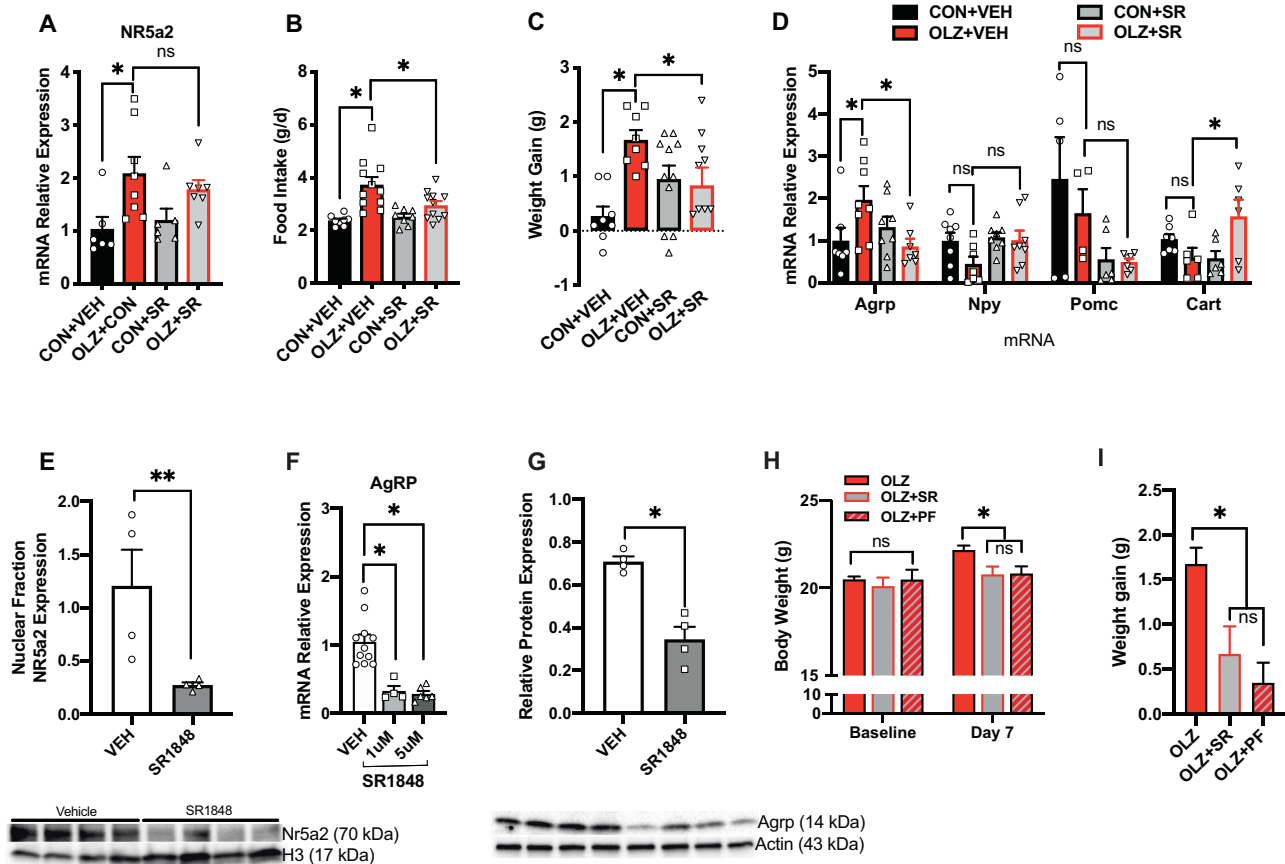 A
NR5a2
ns
*
mRNA Relative Expression
4
3
2
1
0
CON+VEH
OLZ+CON
CON+SR
OLZ+SR
B
*
*
Food Intake (g/d)
8
6
4
2
0
CON+VEH
OLZ+VEH
CON+SR
OLZ+SR
C
*
*
Weight Gain (g)
3
2
1
0
-1
CON+VEH
OLZ+VEH
CON+SR
OLZ+SR
D
CON+VEH
CON+SR
OLZ+VEH
OLZ+SR
mRNA Relative Expression
5
4
3
2
1
0
*
*
ns
ns
ns
ns
ns
*
Agrp
Npy
Pomc
Cart
mRNA
E
**
Nuclear Fraction
NR5a2 Expression
2.0
1.5
1.0
0.5
0.0
VEH
SR1848
F
AgRP
*
*
mRNA Relative Expression
3
2
1
0
VEH
1uM
5uM
SR1848
G
*
Relative Protein Expression
0.8
0.6
0.4
0.2
0.0
VEH
SR1848
H
OLZ
OLZ+SR
OLZ+PF
Body Weight (g)
25
20
15
10
0
ns
*
ns
Baseline
Day 7
I
*
ns
Weight gain (g)
2.0
1.5
1.0
0.5
0.0
OLZ
OLZ+SR
OLZ+PF
Vehicle
SR1848
Nr5a2 (70 kDa)
H3 (17 kDa)
Agrp (14 kDa)
Actin (43 kDa)